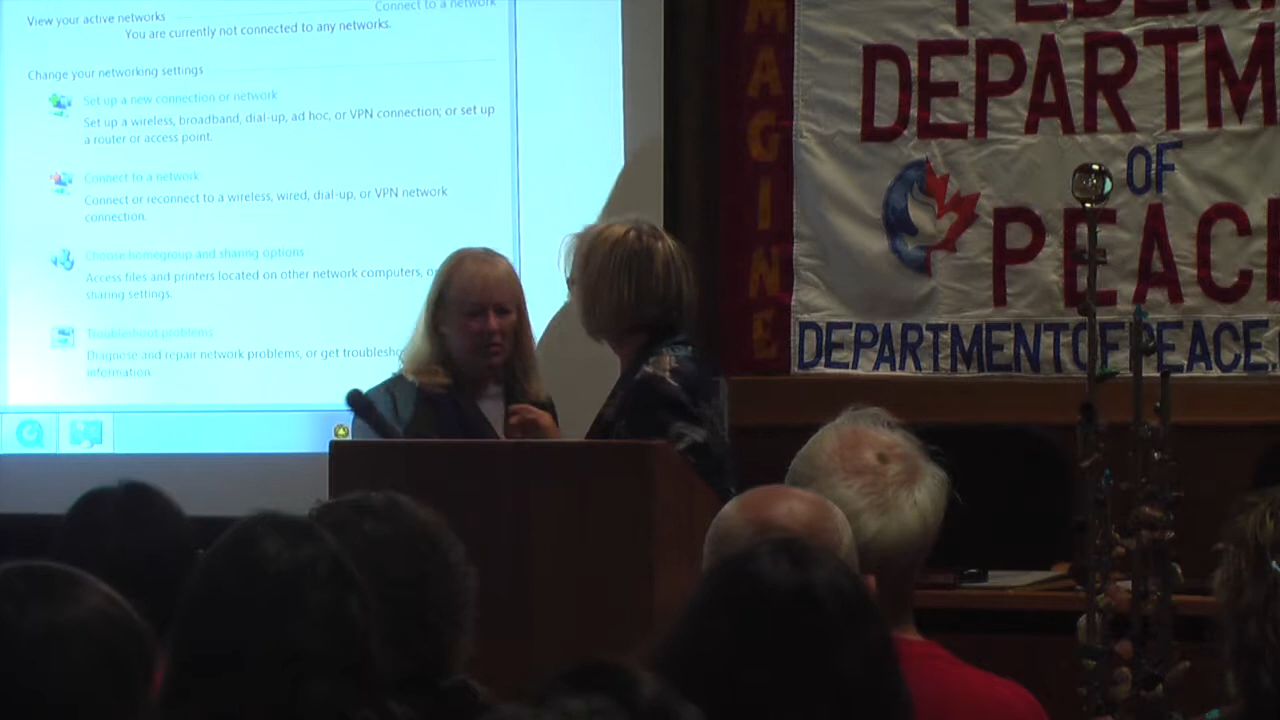 Connect to a network
View your active networks
You are currently not connected to any networks.
Change your networking settings
Set up a new connection or network
Set up a wireless, broadband, dial-up, ad hoc, or VPN connection; or set up
a router or access point.
Connect to a network
Connect or reconnect to a wireless, wired, dial-up, or VPN network
connection.
Choose homegroup and sharing options
Access files and printers located on other network computers, o
sharing settings.
Troubleshoot problems
Diagnose and repair network problems, or get troublesho
information.
MAGINE
FEDER
DEPARTM
OF
PEACE
DEPARTMENTOFPEACE.